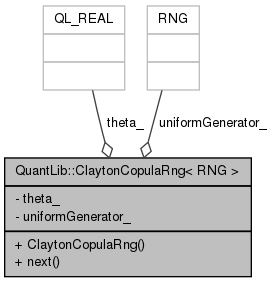 QL_REAL
RNG
theta_
uniformGenerator_
QuantLib::ClaytonCopulaRng< RNG >
- theta_
- uniformGenerator_
+ ClaytonCopulaRng()
+ next()